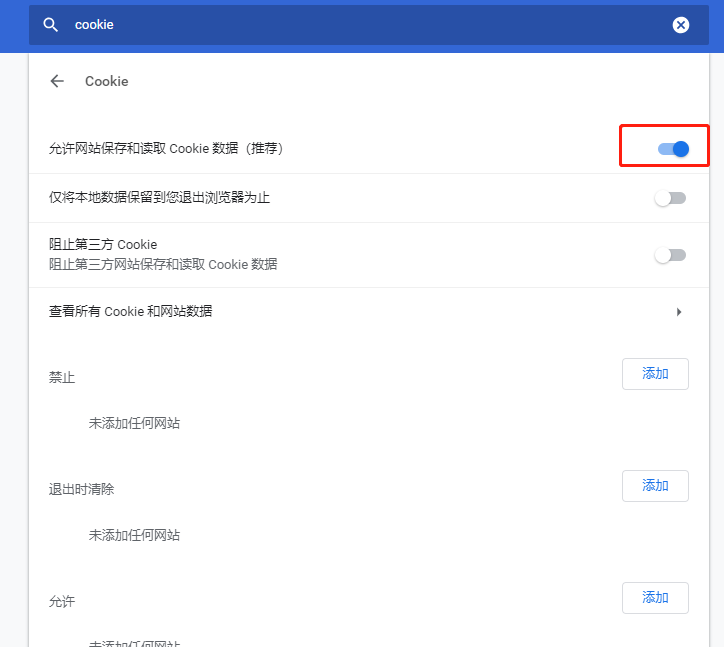 cookie
Cookie
允许网站保存和读取 Cookie 数据（推荐）
仅将本地数据保留到您退出浏览器为止
阻止第三方 Cookie
阻止第三方网站保存和读取 Cookie 数据
查看所有 Cookie 和网站数据
禁止
添加
未添加任何网站
退出时清除
添加
未添加任何网站
允许
添加
未添加任何网站